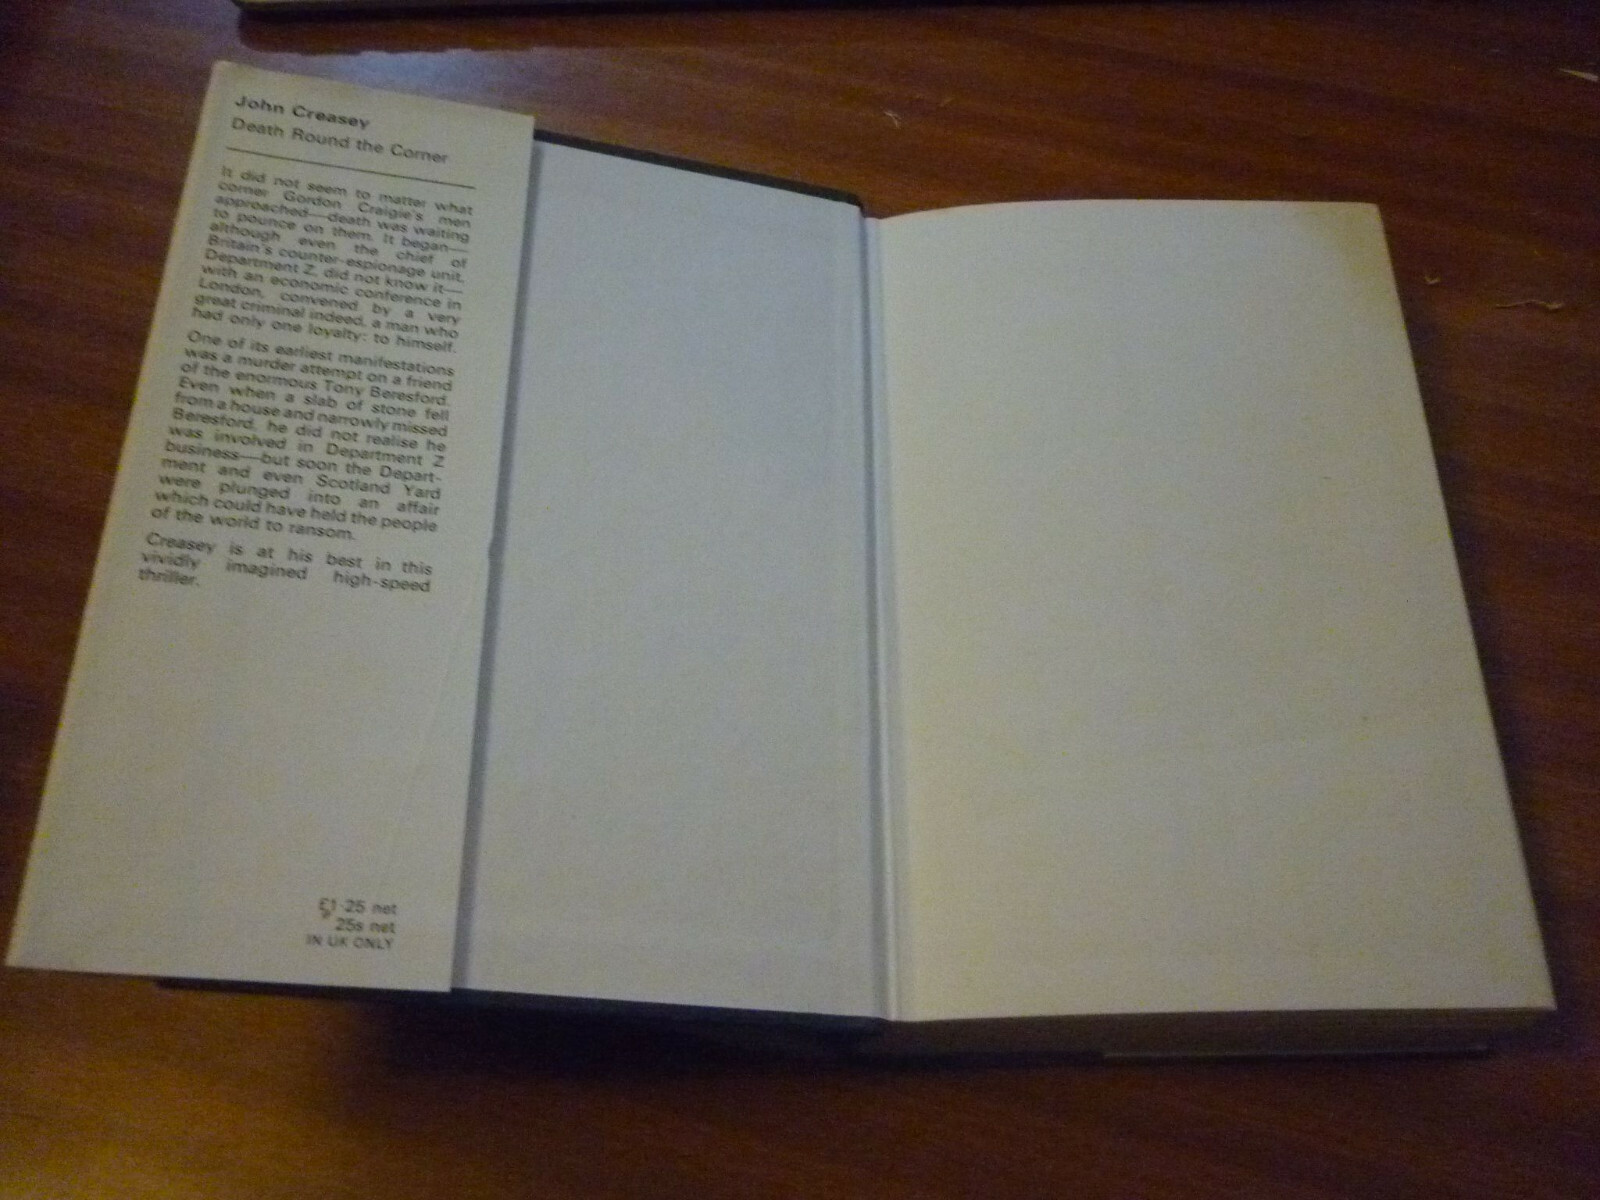 John Creasey
Death Round the Corner
It did not seem to matter what
corner Gordon Craigie's men
approached—death was waiting
to pounce on them. It began—
although even the chief of
Britain's counter-espionage unit,
Department Z, did not know it—
with an economic conference in
London, convened by a very
great criminal indeed, a man who
had only one loyalty: to himself.
One of its earliest manifestations
was a murder attempt on a friend
of the enormous Tony Beresford.
Even when a slab of stone fell
from a house and narrowly missed
Beresford, he did not realise he
was involved in Department Z
business—but soon the Depart-
ment and even Scotland Yard
were plunged into an affair
which could have held the people
of the world to ransom.
Creasey is at his best in this
vividly imagined high-speed
thriller.
£1·25 net
25s net
IN UK ONLY